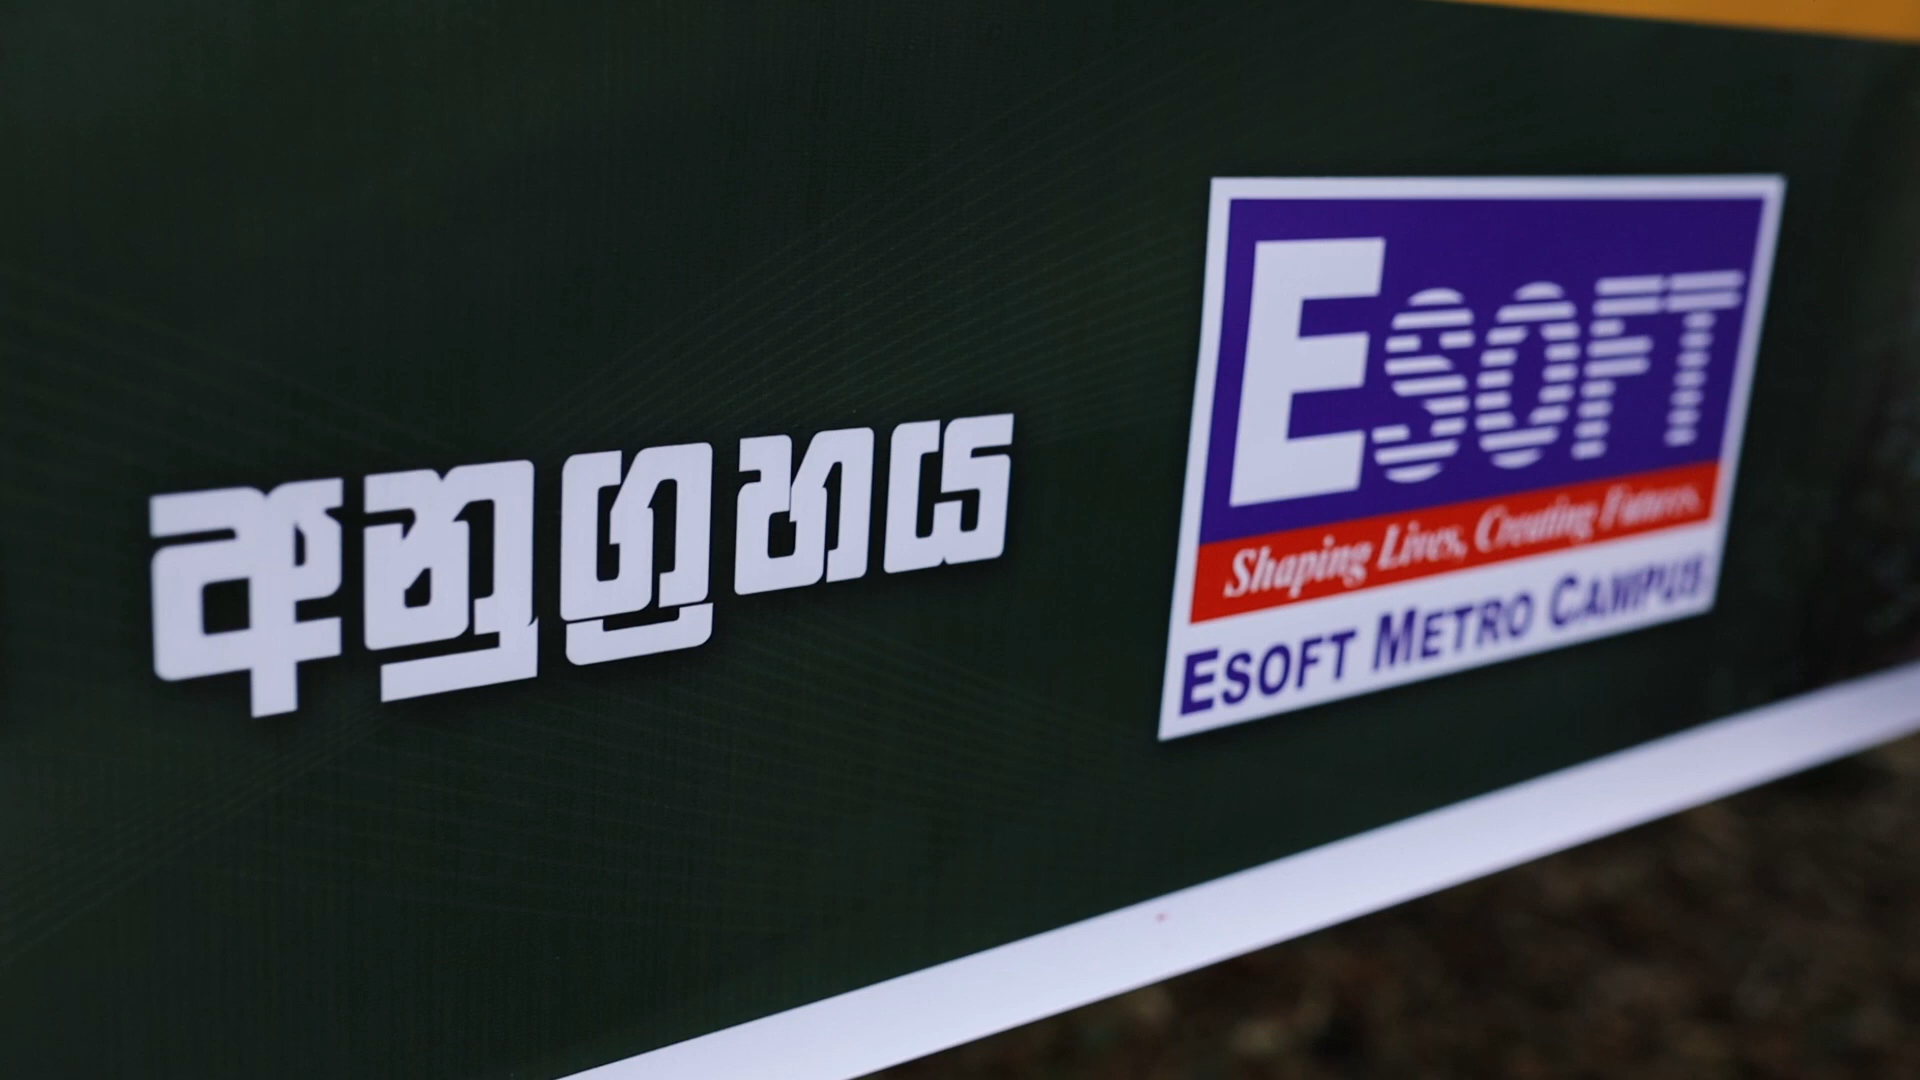 අනුග්‍රහය
ESOFT
Shaping Lives, Creating Futures.
ESOFT METRO CAMPUS